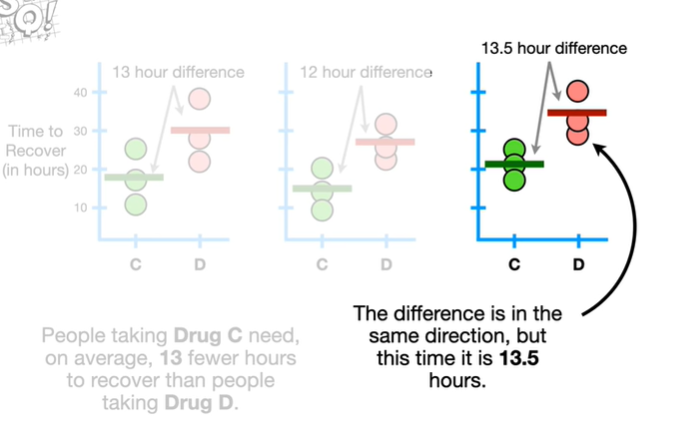 SQ!
13.5 hour difference
13 hour difference
12 hour difference
40
30
20
10
Time to
Recover
(in hours)
C
D
C
D
C
D
People taking Drug C need,
on average, 13 fewer hours
to recover than people
taking Drug D.
The difference is in the
same direction, but
this time it is 13.5
hours.